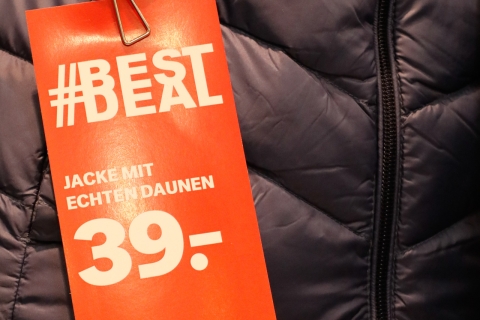 #BEST
#DEAL
JACKE MIT
ECHTEN DAUNEN
39.-